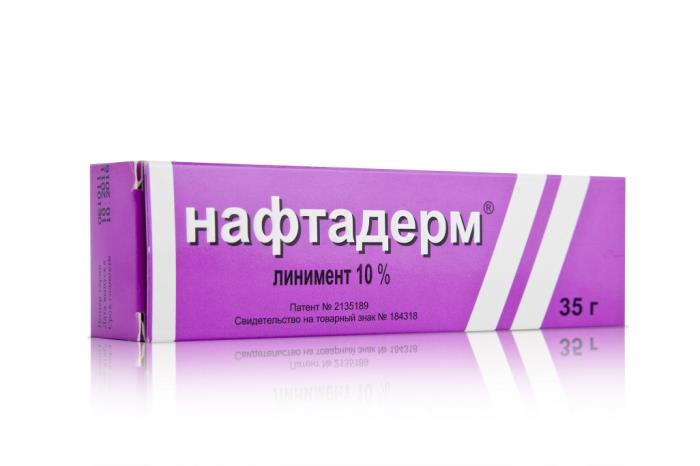 нафтадерм®
линимент 10 %
Патент № 2135189
Свидетельство на товарный знак № 184318
35 г